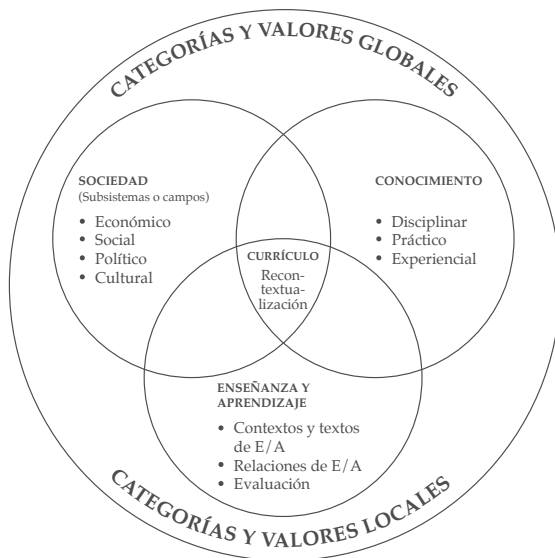 CATEGORÍAS Y VALORES GLOBALES
SOCIEDAD
(Subsistemas o campos)
• Económico
• Social
• Político
• Cultural
CONOCIMIENTO
• Disciplinar
• Práctico
• Experiencial
CURRÍCULO
Recon-
textua-
lización
ENSEÑANZA Y
APRENDIZAJE
• Contextos y textos
de E/A
• Relaciones de E/A
• Evaluación
CATEGORÍAS Y VALORES LOCALES